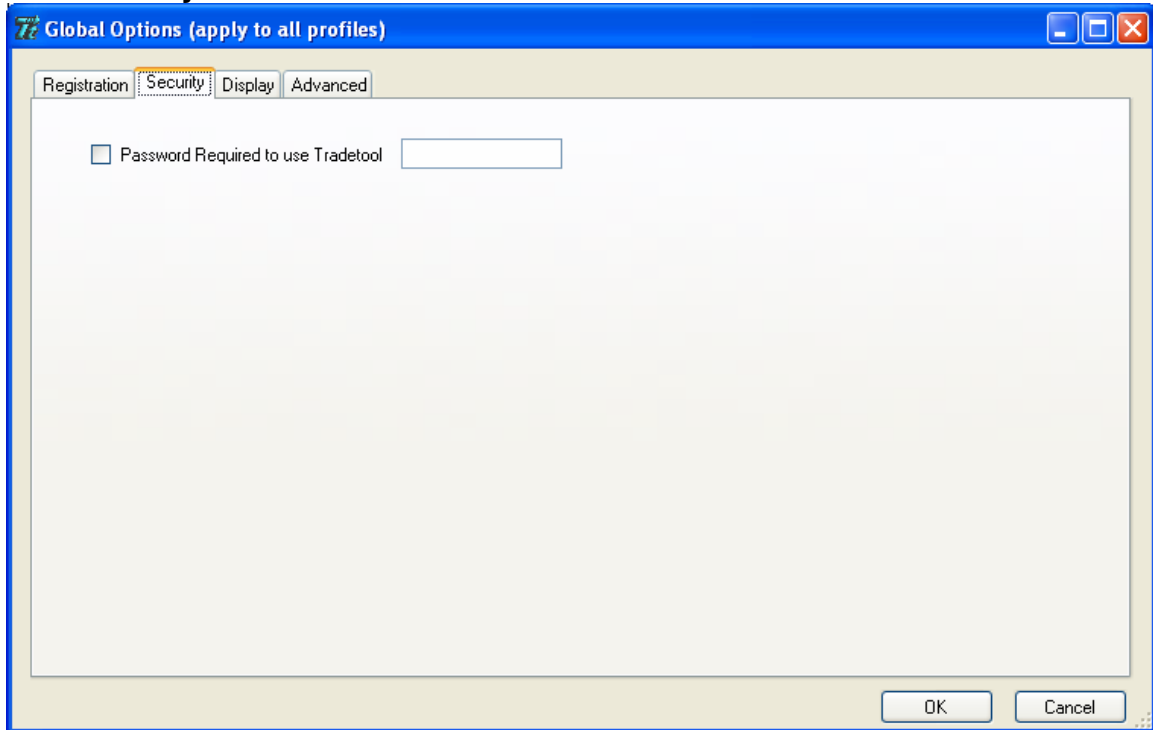 Global Options (apply to all profiles)
Registration Security Display Advanced
Password Required to use Tradetool
OK Cancel